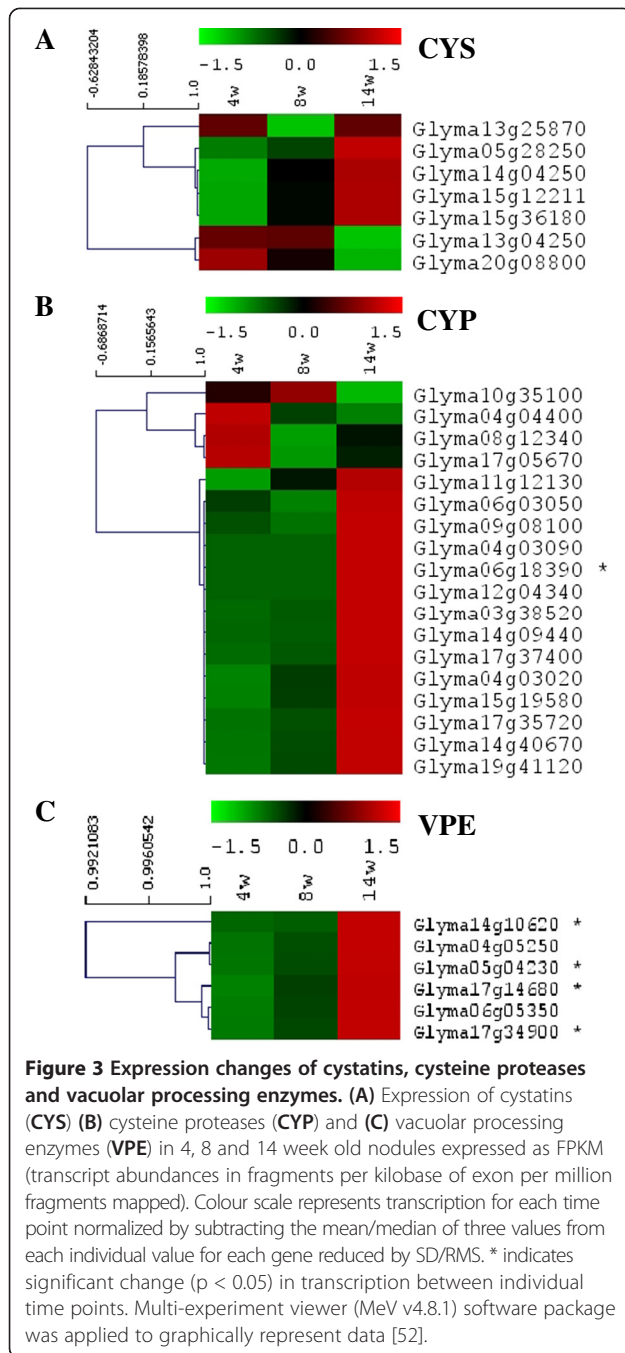 A
-0.62843204
0.18578398
1.0
-1.5 0.0 1.5
CYS
4w
8w
14w
Glyma13g25870
Glyma05g28250
Glyma14g04250
Glyma15g12211
Glyma15g36180
Glyma13g04250
Glyma20g08800
B
-0.6868714
0.1565643
1.0
-1.5 0.0 1.5
CYP
4w
8w
14w
Glyma10g35100
Glyma04g04400
Glyma08g12340
Glyma17g05670
Glyma11g12130
Glyma06g03050
Glyma09g08100
Glyma04g03090
Glyma06g18390 *
Glyma12g04340
Glyma03g38520
Glyma14g09440
Glyma17g37400
Glyma04g03020
Glyma15g19580
Glyma17g35720
Glyma14g40670
Glyma19g41120
C
0.9921083
0.9960542
1.0
-1.5 0.0 1.5
VPE
4w
8w
14w
Glyma14g10620 *
Glyma04g05250
Glyma05g04230 *
Glyma17g14680 *
Glyma06g05350
Glyma17g34900 *
Figure 3 Expression changes of cystatins, cysteine proteases
and vacuolar processing enzymes. (A) Expression of cystatins
(CYS) (B) cysteine proteases (CYP) and (C) vacuolar processing
enzymes (VPE) in 4, 8 and 14 week old nodules expressed as FPKM
(transcript abundances in fragments per kilobase of exon per million
fragments mapped). Colour scale represents transcription for each time
point normalized by subtracting the mean/median of three values from
each individual value for each gene reduced by SD/RMS. * indicates
significant change (p < 0.05) in transcription between individual
time points. Multi-experiment viewer (MeV v4.8.1) software package
was applied to graphically represent data [52].